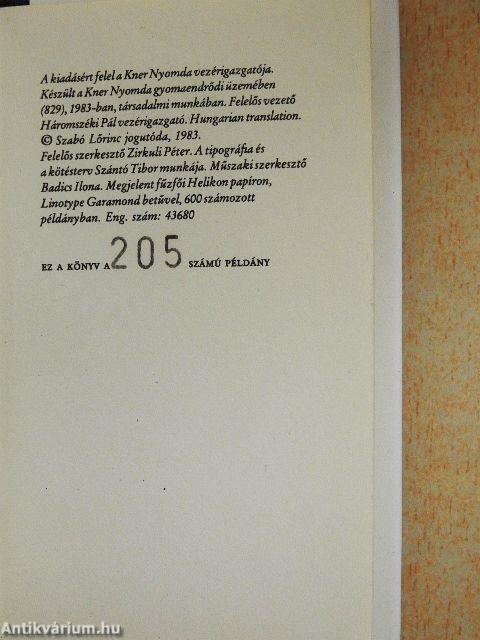 A kiadásért felel a Kner Nyomda vezérigazgatója.
Készült a Kner Nyomda gyomaendrődi üzemében
(829), 1983-ban, társadalmi munkában. Felelős vezető
Háromszéki Pál vezérigazgató. Hungarian translation.
© Szabó Lőrinc jogutóda, 1983.
Felelős szerkesztő Zirkuli Péter. A tipográfia és
a kötésterv Szántó Tibor munkája. Műszaki szerkesztő
Badics Ilona. Megjelent fűzfői Helikon papíron,
Linotype Garamond betűvel, 600 számozott
példányban. Eng. szám: 43680
EZ A KÖNYV A 205 SZÁMÚ PÉLDÁNY
Antikvárium.hu